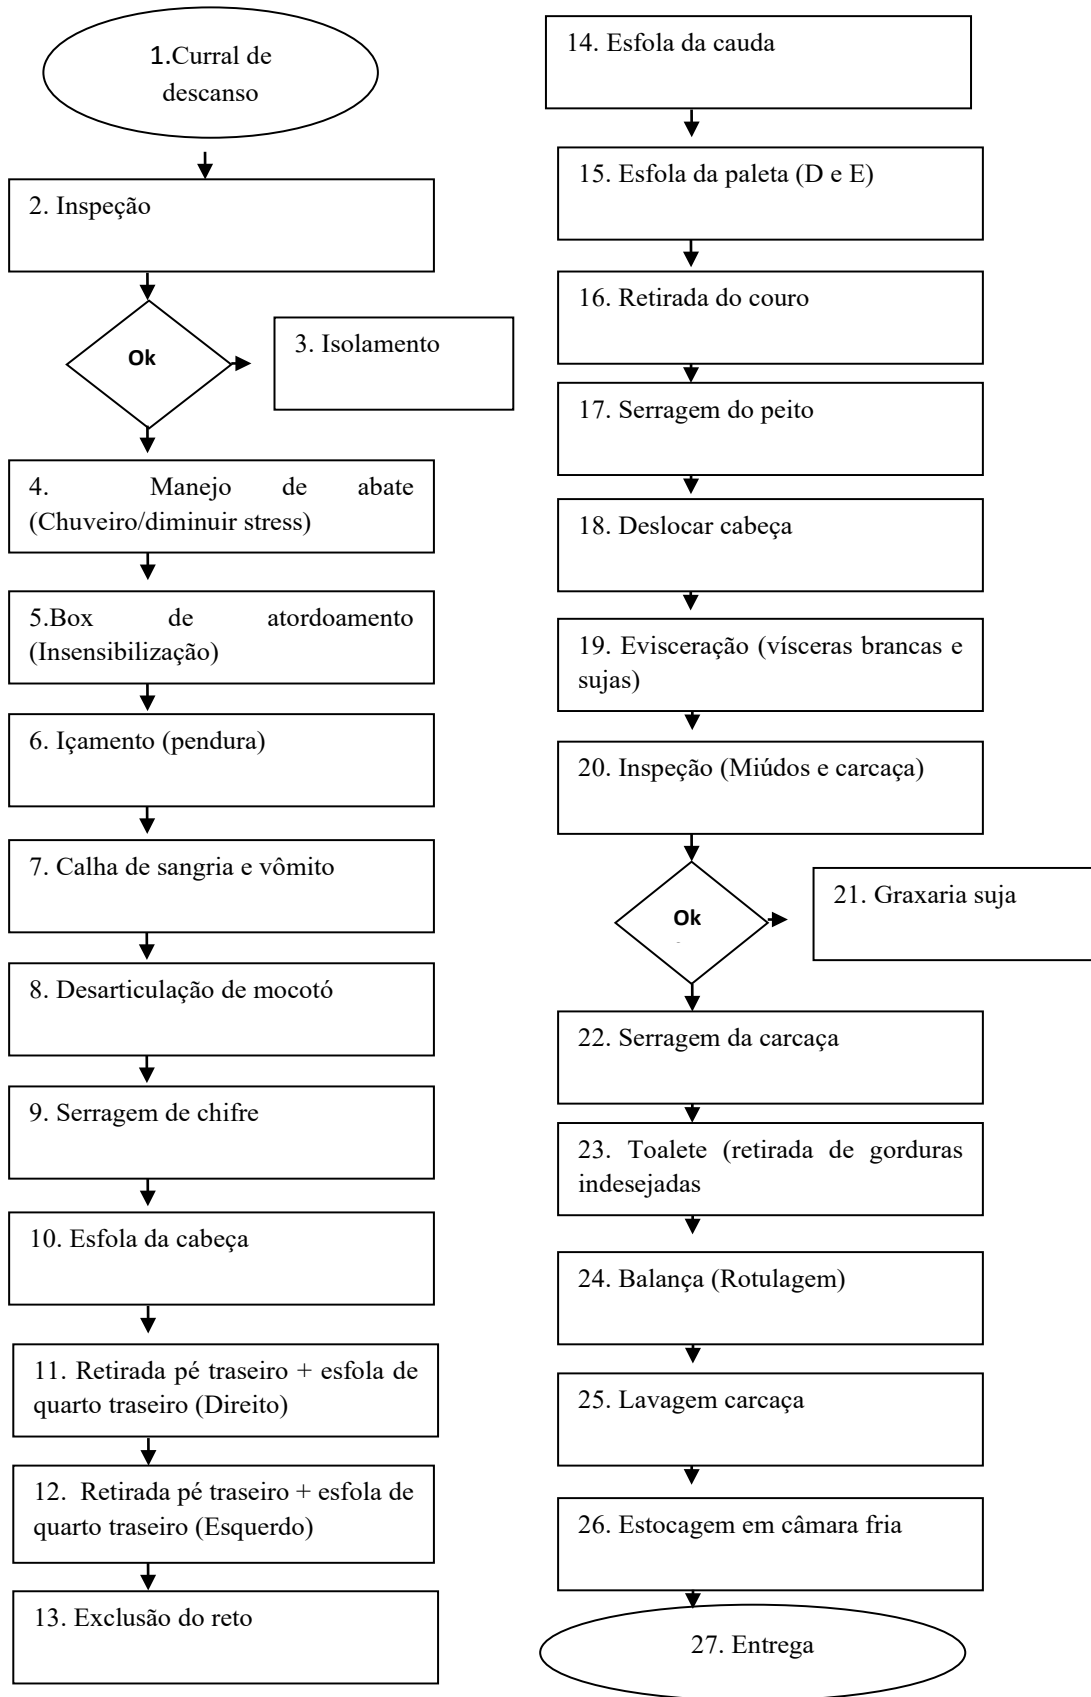 1.Curral de
descanso
2. Inspeção
Ok
3. Isolamento
4. Manejo de abate
(Chuveiro/diminuir stress)
5.Box de atordoamento
(Insensibilização)
6. Içamento (pendura)
7. Calha de sangria e vômito
8. Desarticulação de mocotó
9. Serragem de chifre
10. Esfola da cabeça
11. Retirada pé traseiro + esfola de
quarto traseiro (Direito)
12. Retirada pé traseiro + esfola de
quarto traseiro (Esquerdo)
13. Exclusão do reto
14. Esfola da cauda
15. Esfola da paleta (D e E)
16. Retirada do couro
17. Serragem do peito
18. Deslocar cabeça
19. Evisceração (vísceras brancas e
sujas)
20. Inspeção (Miúdos e carcaça)
Ok
21. Graxaria suja
22. Serragem da carcaça
23. Toalete (retirada de gorduras
indesejadas
24. Balança (Rotulagem)
25. Lavagem carcaça
26. Estocagem em câmara fria
27. Entrega